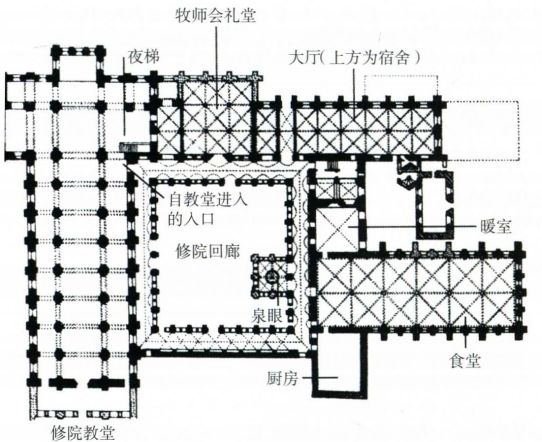 牧师会礼堂
夜梯
大厅(上方为宿舍)
自教堂进入
的入口
修院回廊
暖室
泉眼
食堂
厨房
修院教堂